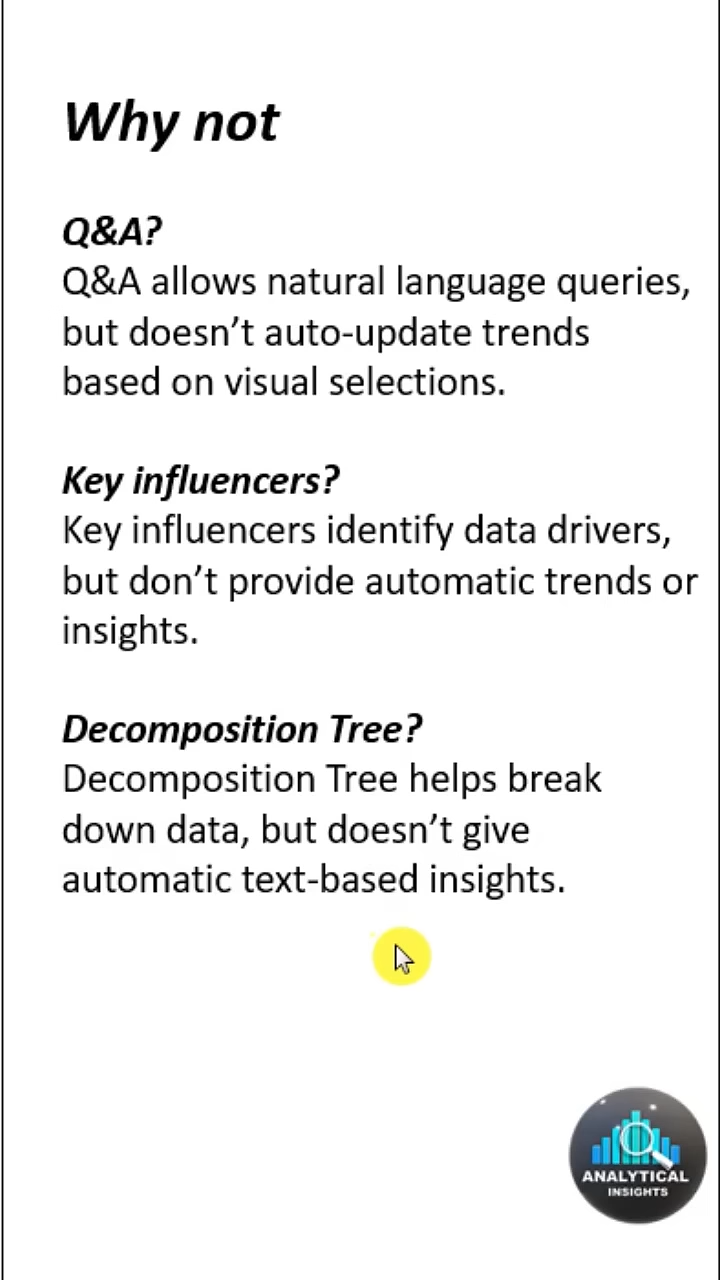 Why not
Q&A?
Q&A allows natural language queries,
but doesn’t auto-update trends
based on visual selections.
Key influencers?
Key influencers identify data drivers,
but don’t provide automatic trends or
insights.
Decomposition Tree?
Decomposition Tree helps break
down data, but doesn’t give
automatic text-based insights.
ANALYTICAL
INSIGHTS